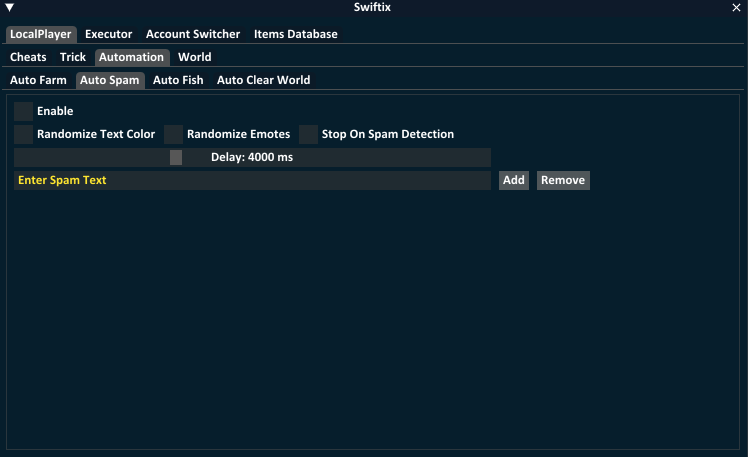 Swiftix
LocalPlayer Executor Account Switcher Items Database
Cheats Trick Automation World
Auto Farm Auto Spam Auto Fish Auto Clear World
Enable
Randomize Text Color Randomize Emotes Stop On Spam Detection
Delay: 4000 ms
Enter Spam Text Add Remove